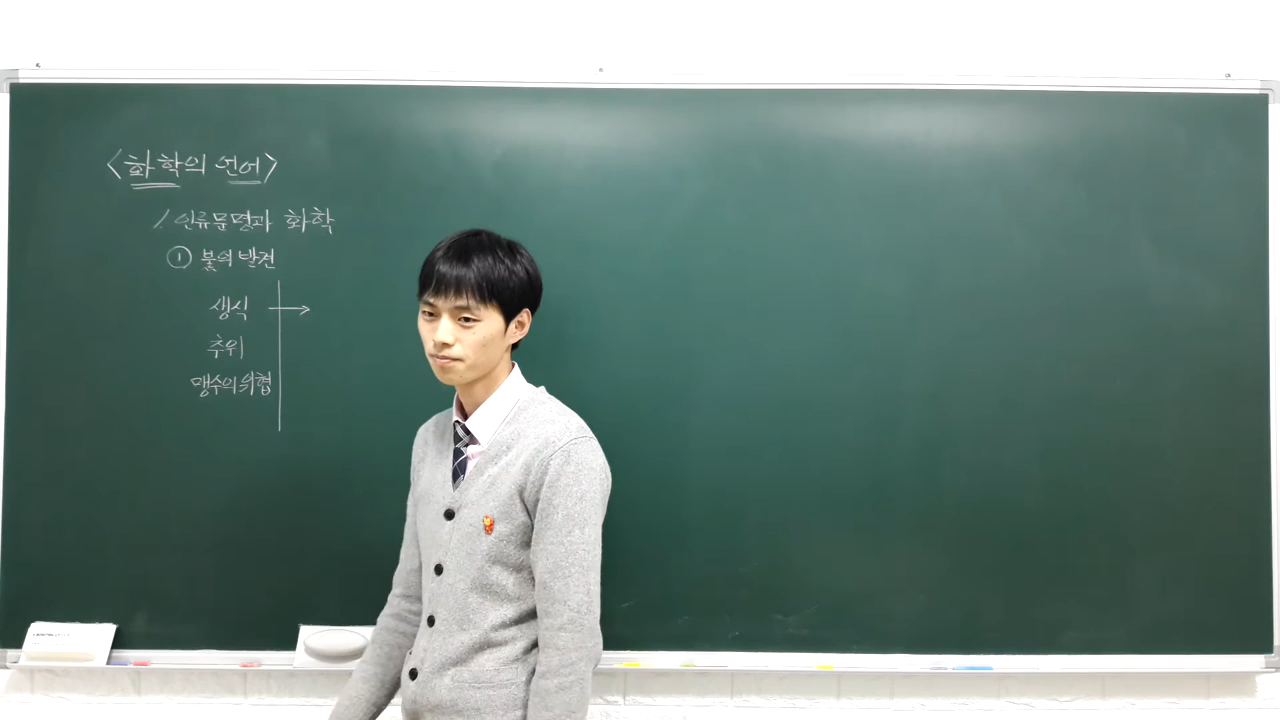 <화학의 언어>
1. 인류문명과 화학
① 불의 발견
생식 →
추위
맹수의 위협